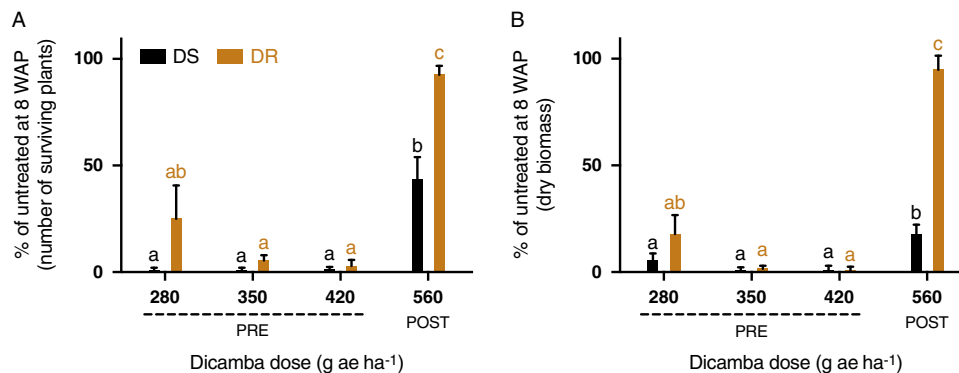 A
% of untreated at 8 WAP
(number of surviving plants)
100
50
0
DS
DR
a
ab
a
a
a
a
b
c
280
350
420
560
PRE
POST
Dicamba dose (g ae ha-1)
B
% of untreated at 8 WAP
(dry biomass)
100
50
0
a
ab
a
a
a
a
b
c
280
350
420
560
PRE
POST
Dicamba dose (g ae ha-1)